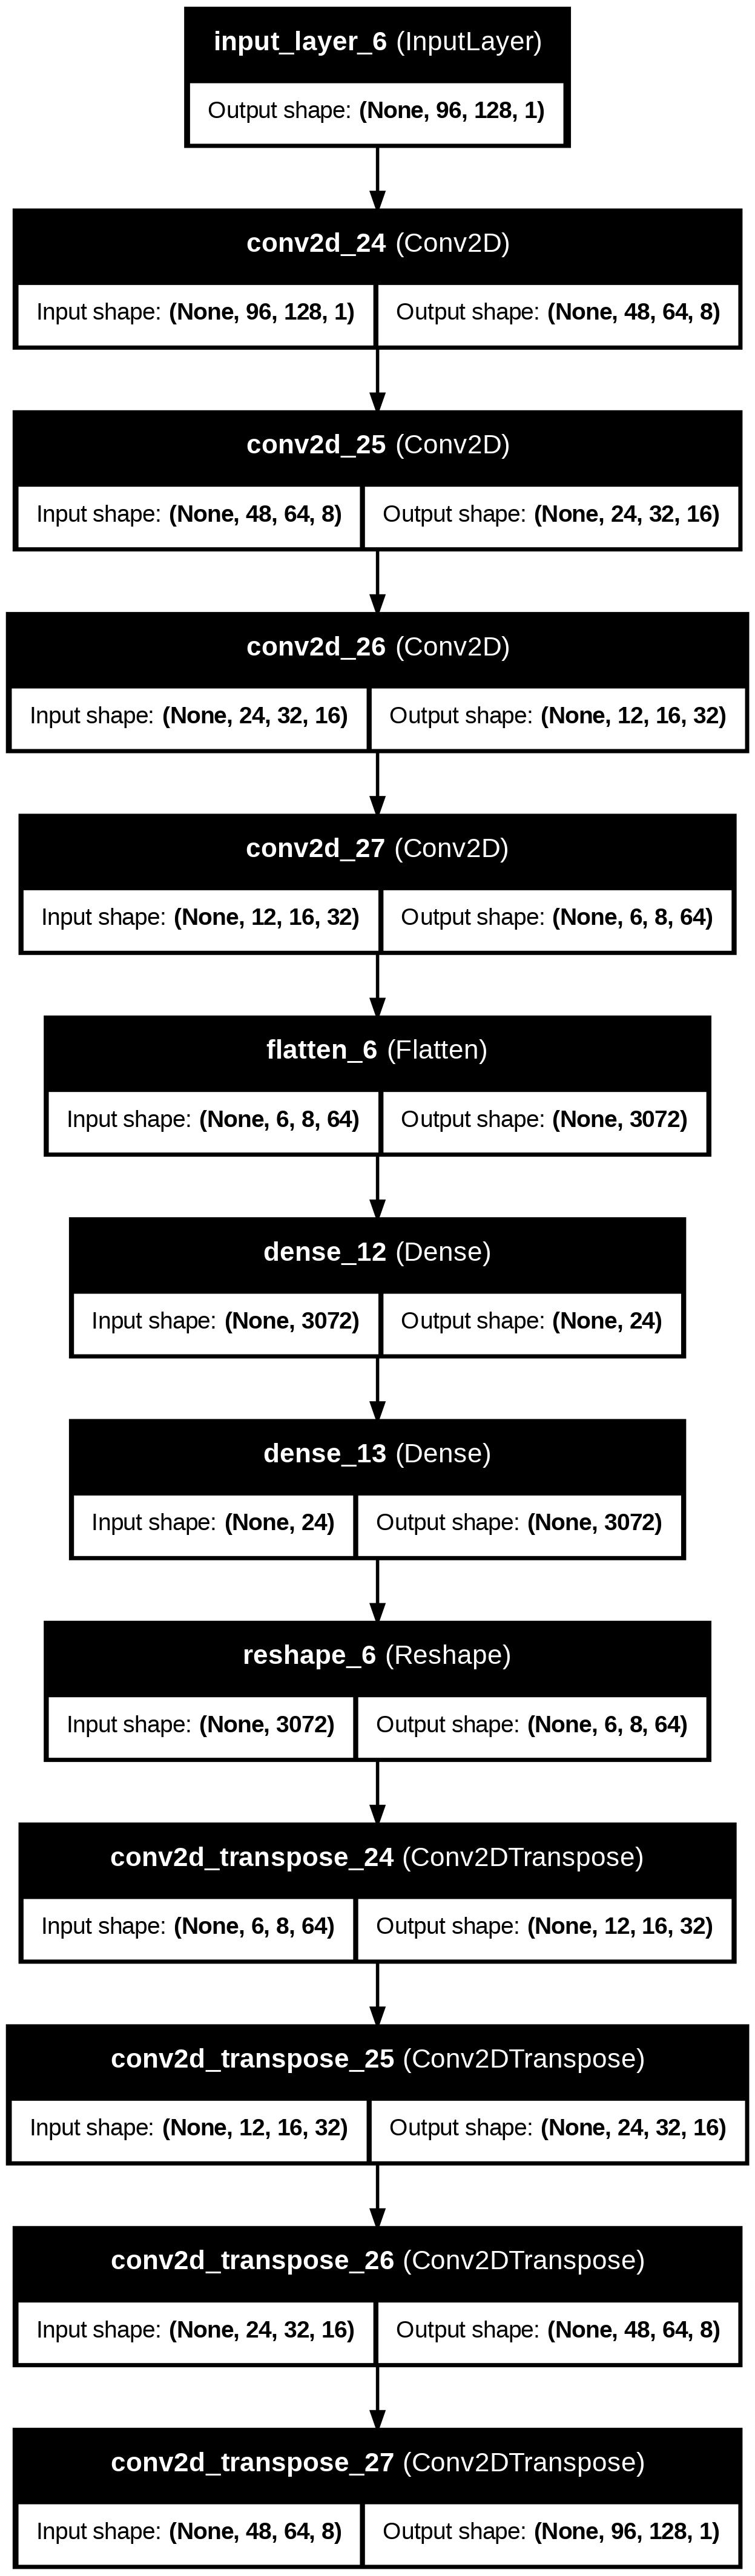 input_layer_6 (InputLayer)
Output shape: (None, 96, 128, 1)
conv2d_24 (Conv2D)
Input shape: (None, 96, 128, 1) Output shape: (None, 48, 64, 8)
conv2d_25 (Conv2D)
Input shape: (None, 48, 64, 8) Output shape: (None, 24, 32, 16)
conv2d_26 (Conv2D)
Input shape: (None, 24, 32, 16) Output shape: (None, 12, 16, 32)
conv2d_27 (Conv2D)
Input shape: (None, 12, 16, 32) Output shape: (None, 6, 8, 64)
flatten_6 (Flatten)
Input shape: (None, 6, 8, 64) Output shape: (None, 3072)
dense_12 (Dense)
Input shape: (None, 3072) Output shape: (None, 24)
dense_13 (Dense)
Input shape: (None, 24) Output shape: (None, 3072)
reshape_6 (Reshape)
Input shape: (None, 3072) Output shape: (None, 6, 8, 64)
conv2d_transpose_24 (Conv2DTranspose)
Input shape: (None, 6, 8, 64) Output shape: (None, 12, 16, 32)
conv2d_transpose_25 (Conv2DTranspose)
Input shape: (None, 12, 16, 32) Output shape: (None, 24, 32, 16)
conv2d_transpose_26 (Conv2DTranspose)
Input shape: (None, 24, 32, 16) Output shape: (None, 48, 64, 8)
conv2d_transpose_27 (Conv2DTranspose)
Input shape: (None, 48, 64, 8) Output shape: (None, 96, 128, 1)